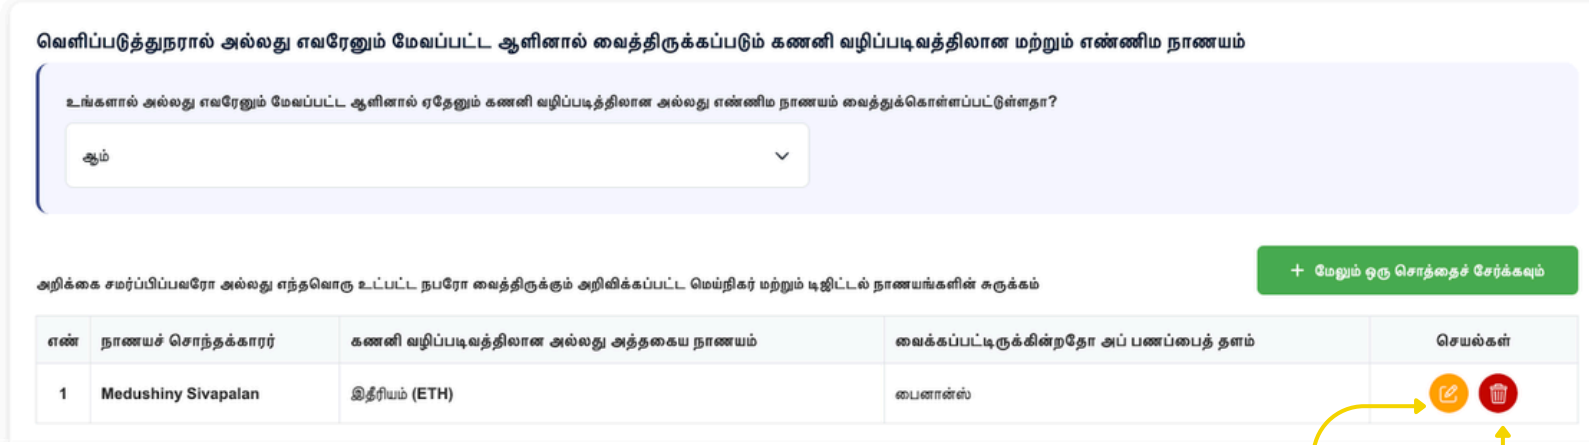 வெளிப்படுத்துநரால் அல்லது எவரேனும் மேவப்பட்ட ஆளினால் வைத்திருக்கப்படும் கணனி வழிப்படிவத்திலான மற்றும் எண்ணிம நாணயம்
உங்களால் அல்லது எவரேனும் மேவப்பட்ட ஆளினால் ஏதேனும் கணனி வழிப்படித்திலான அல்லது எண்ணிம நாணயம் வைத்துக்கொள்ளப்பட்டுள்ளதா?
ஆம்
+ மேலும் ஒரு சொத்தைச் சேர்க்கவும்
அறிக்கை சமர்ப்பிப்பவரோ அல்லது எந்தவொரு உட்பட்ட நபரோ வைத்திருக்கும் அறிவிக்கப்பட்ட மெய்நிகர் மற்றும் டிஜிட்டல் நாணயங்களின் சுருக்கம்
எண் நாணயச் சொந்தக்காரர் கணனி வழிப்படிவத்திலான அல்லது அத்தகைய நாணயம் வைக்கப்பட்டிருக்கின்றதோ அப் பணப்பைத் தளம் செயல்கள்
1 Medushiny Sivapalan இதீரியம் (ETH) பைனான்ஸ்